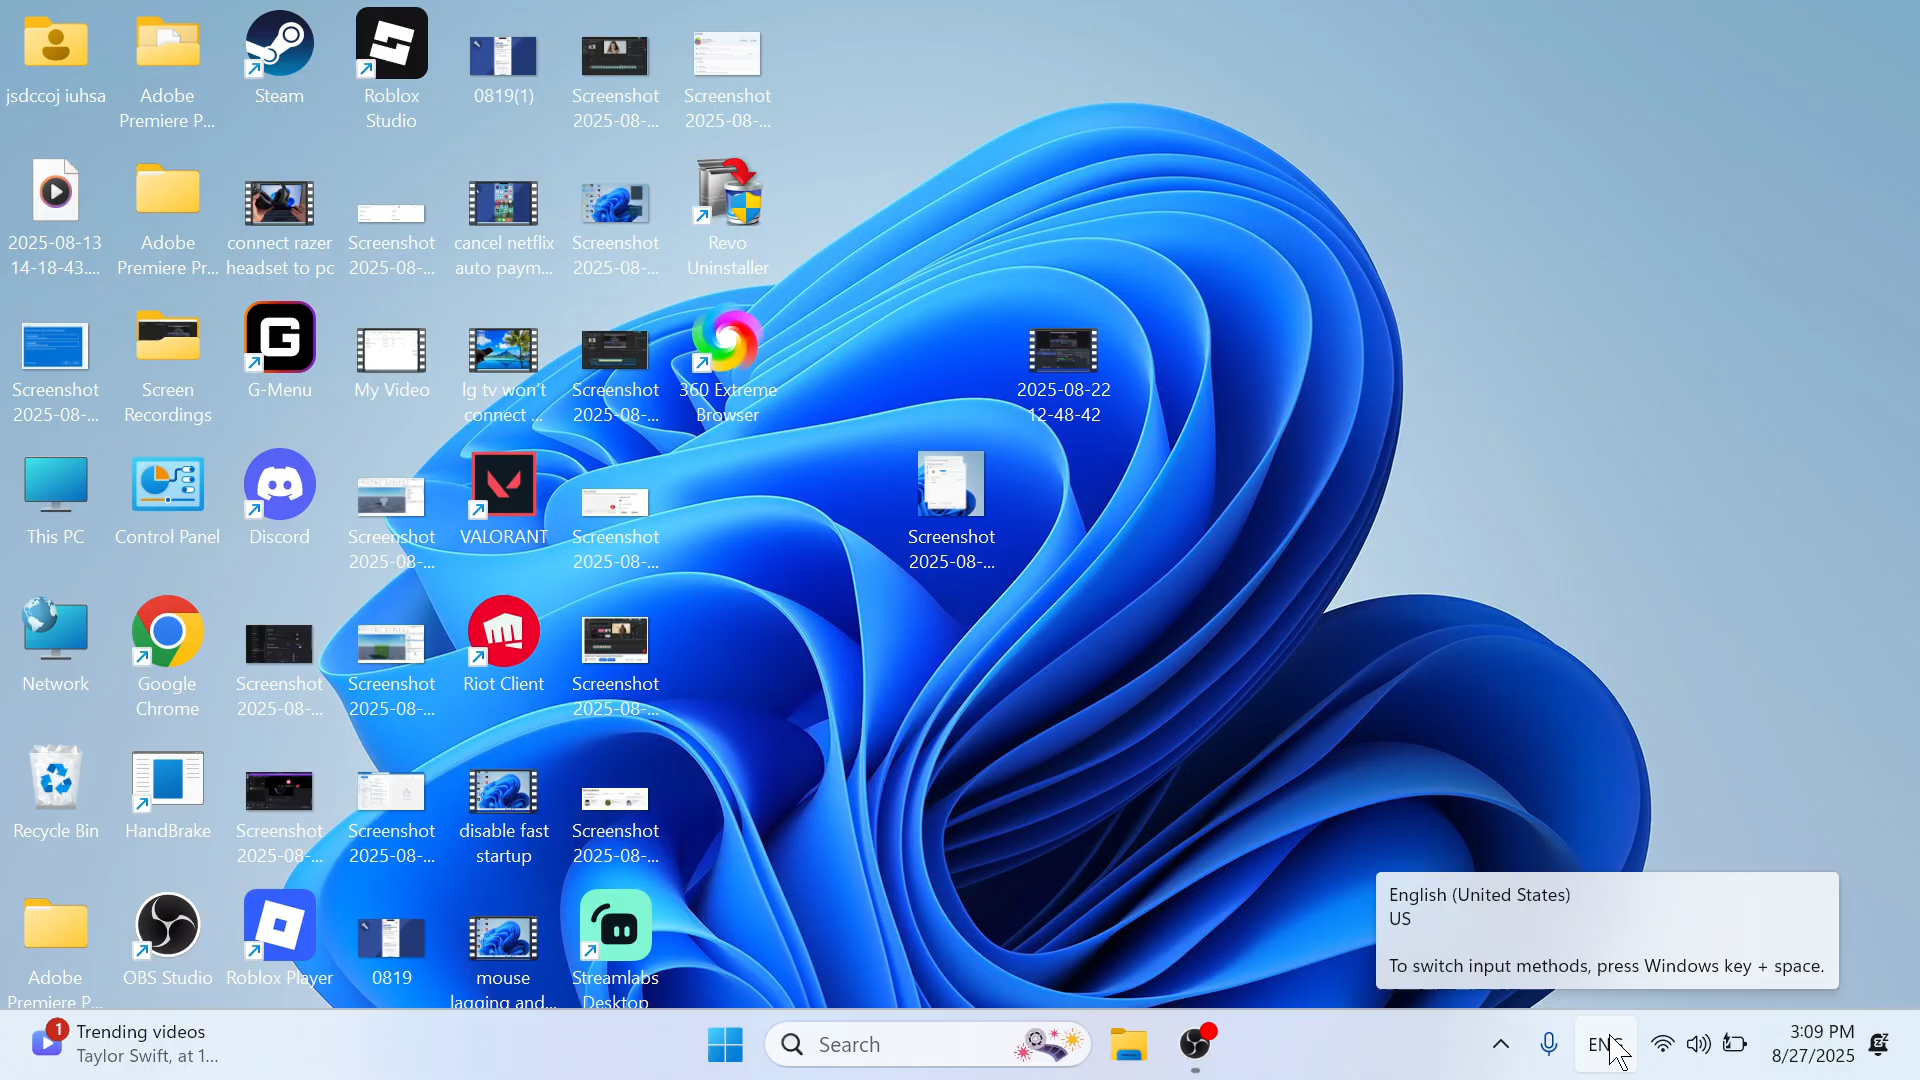 jsdccoj iuhsa
Adobe
Premiere P...
Steam
Roblox
Studio
0819(1)
Screenshot
2025-08-...
Screenshot
2025-08-...
2025-08-13
14-18-43....
Adobe
Premiere Pr...
connect razer
headset to pc
Screenshot
2025-08-...
cancel netflix
auto paym...
Screenshot
2025-08-...
Revo
Uninstaller
Screenshot
2025-08-...
Screen
Recordings
G-Menu
My Video
lg tv won't
connect ...
Screenshot
2025-08-...
360 Extreme
Browser
2025-08-22
12-48-42
This PC
Control Panel
Discord
Screenshot
2025-08-...
VALORANT
Screenshot
2025-08-...
Screenshot
2025-08-...
Network
Google
Chrome
Screenshot
2025-08-...
Screenshot
2025-08-...
Riot Client
Screenshot
2025-08-...
Recycle Bin
HandBrake
Screenshot
2025-08-...
Screenshot
2025-08-...
disable fast
startup
Screenshot
2025-08-...
Adobe
Premiere P...
OBS Studio
Roblox Player
0819
mouse
lagging and...
Streamlabs
Desktop
English (United States)
US
To switch input methods, press Windows key + space.
1
Trending videos
Taylor Swift, at 1...
Search
ENG
3:09 PM
8/27/2025